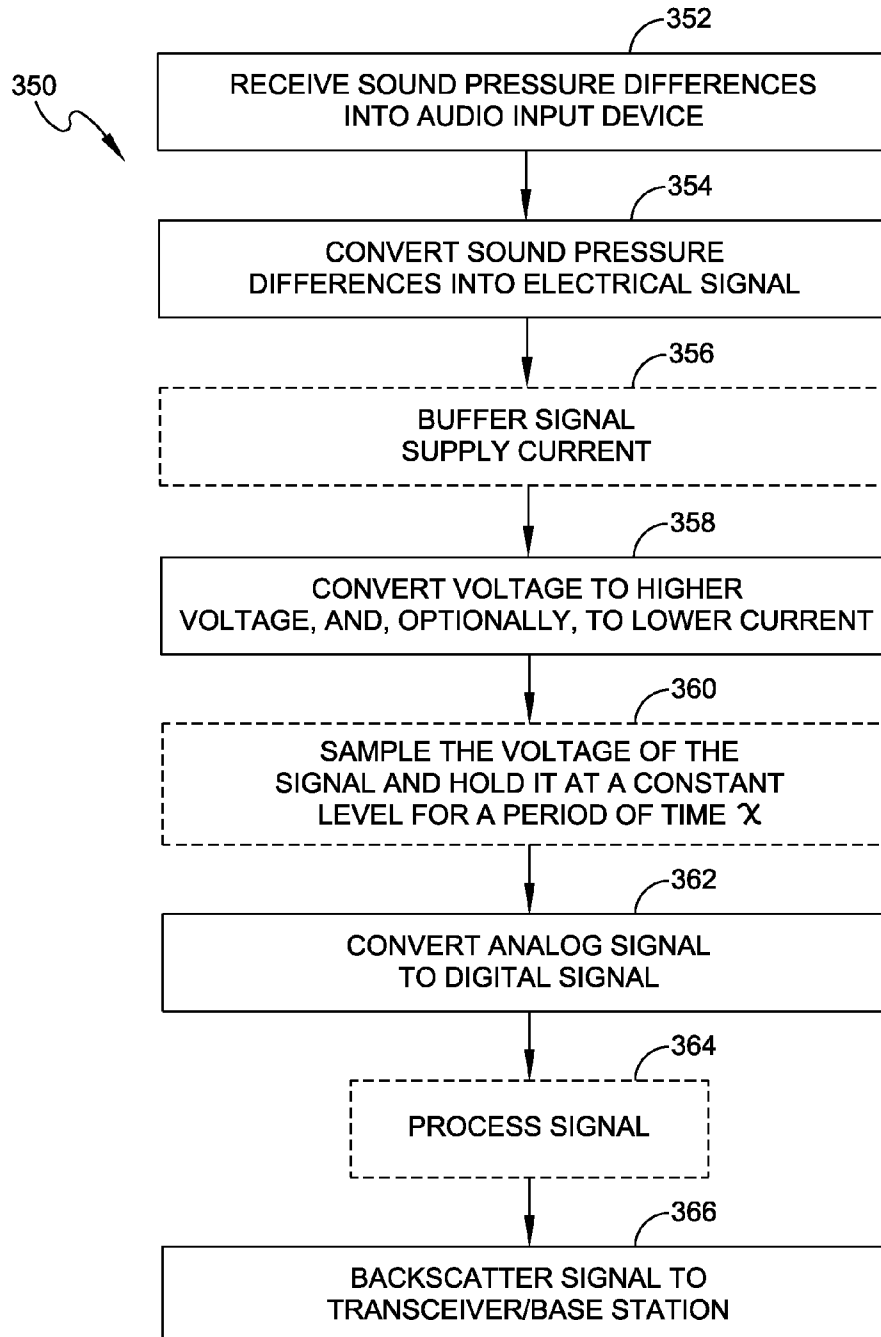 352
350
RECEIVE SOUND PRESSURE DIFFERENCES
INTO AUDIO INPUT DEVICE
354
CONVERT SOUND PRESSURE
DIFFERENCES INTO ELECTRICAL SIGNAL
356
BUFFER SIGNAL
SUPPLY CURRENT
358
CONVERT VOLTAGE TO HIGHER
VOLTAGE, AND, OPTIONALLY, TO LOWER CURRENT
360
SAMPLE THE VOLTAGE OF THE
SIGNAL AND HOLD IT AT A CONSTANT
LEVEL FOR A PERIOD OF TIME χ
362
CONVERT ANALOG SIGNAL
TO DIGITAL SIGNAL
364
PROCESS SIGNAL
366
BACKSCATTER SIGNAL TO
TRANSCEIVER/BASE STATION